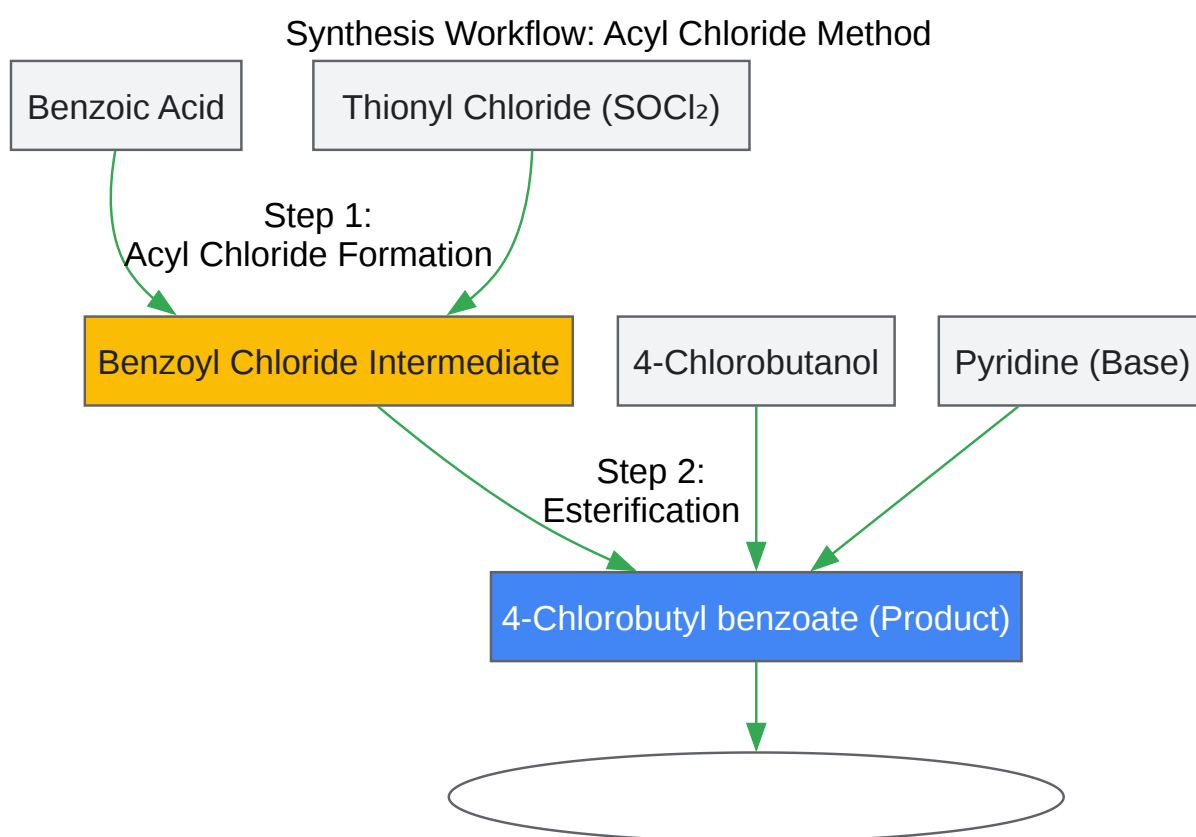 Synthesis Workflow: Acyl Chloride Method
Benzoic Acid
Thionyl Chloride (SOCl₂)
Step 1:
Acyl Chloride Formation
Benzoyl Chloride Intermediate
4-Chlorobutanol
Pyridine (Base)
Step 2:
Esterification
4-Chlorobutyl benzoate (Product)